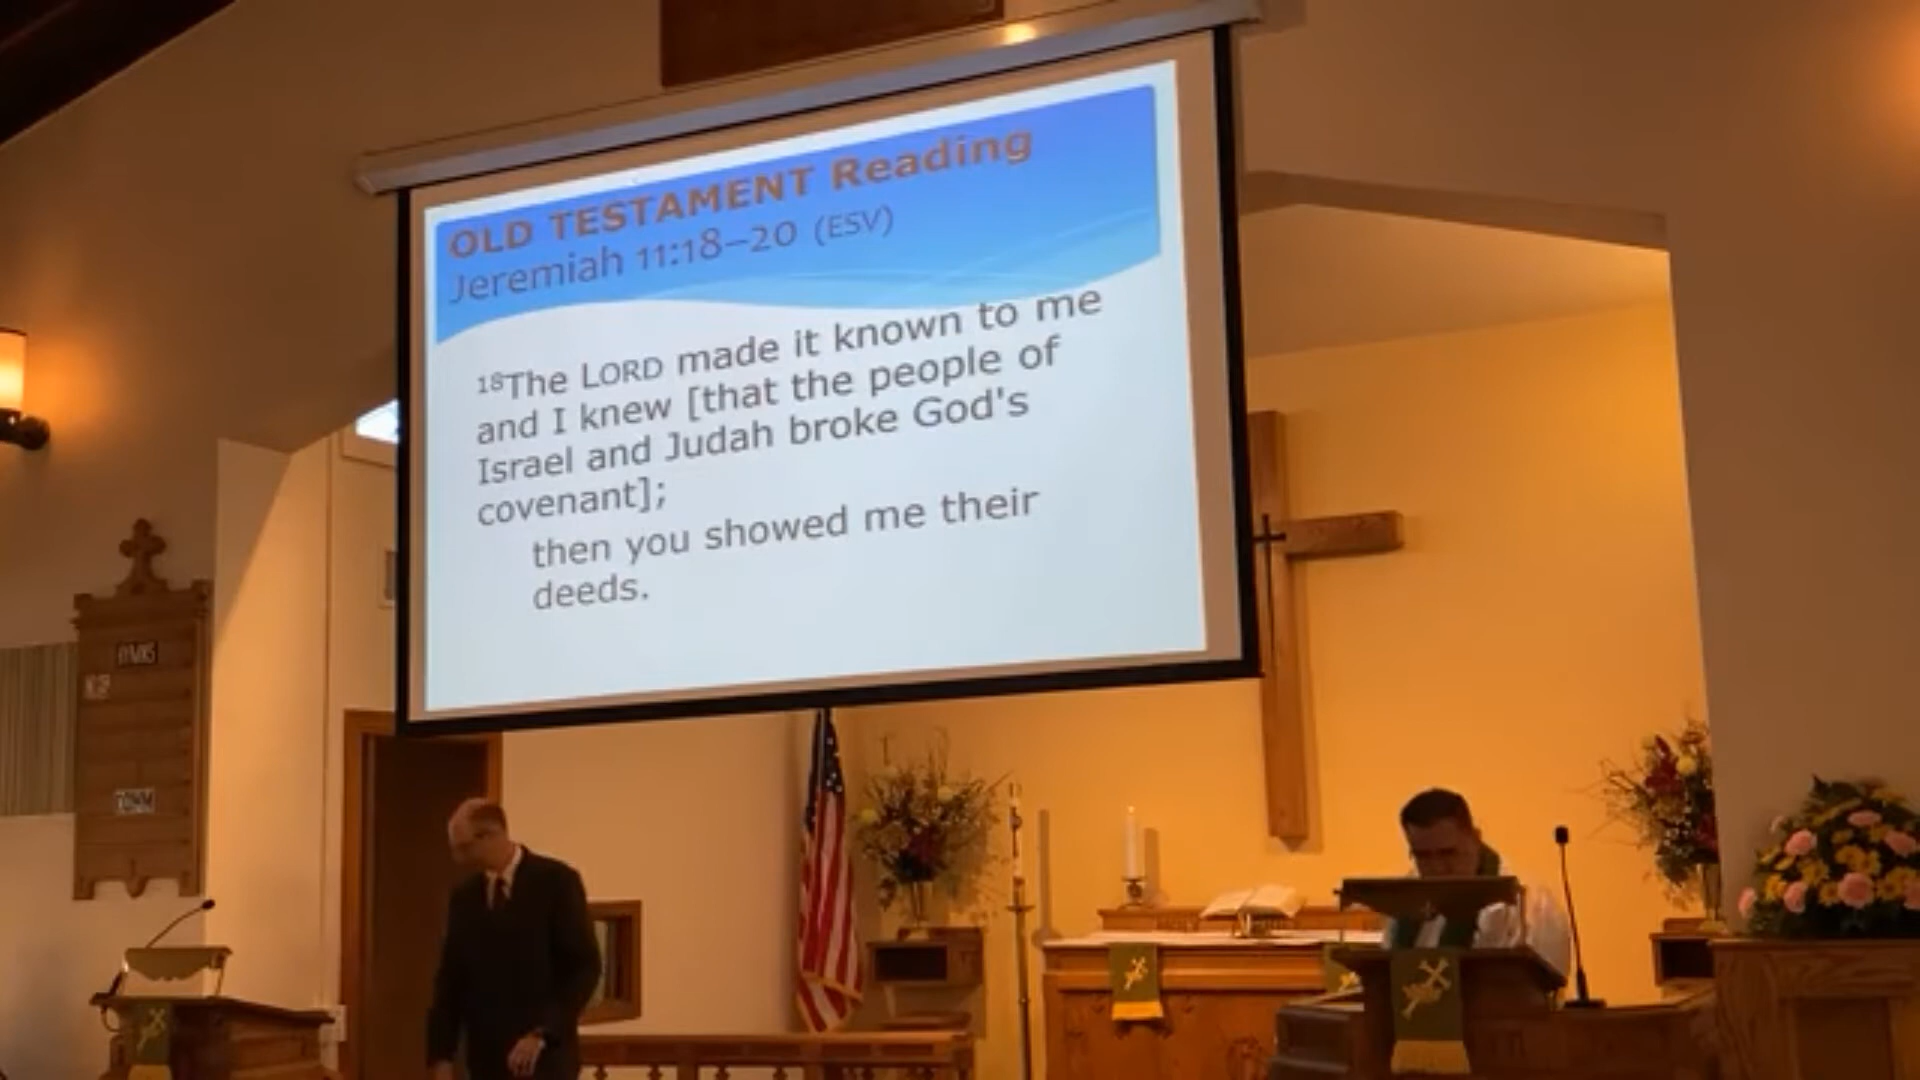 OLD TESTAMENT Reading
Jeremiah 11:18–20 (ESV)
18The LORD made it known to me
and I knew [that the people of
Israel and Judah broke God's
covenant];
then you showed me their
deeds.
HYMNS